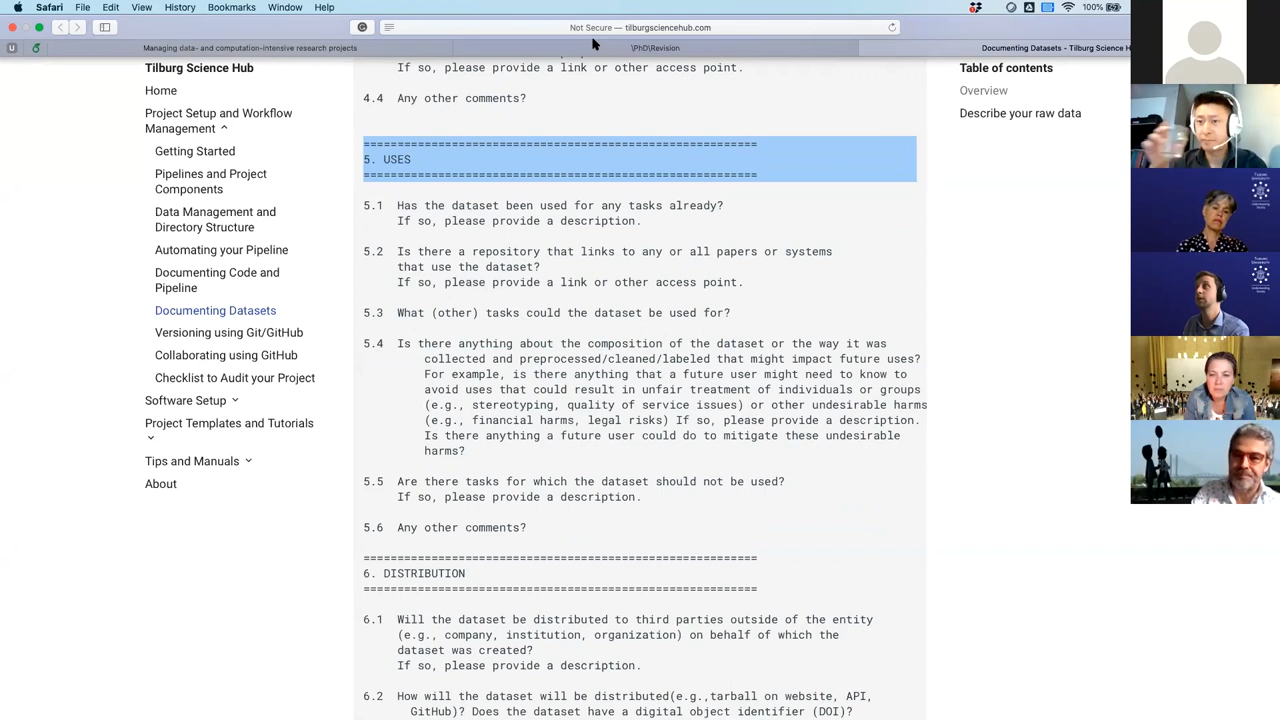 Safari File Edit View History Bookmarks Window Help 100%
Not Secure — tilburgsciencehub.com
Managing data- and computation-intensive research projects
\PhD\Revision
Documenting Datasets - Tilburg Science H
Tilburg Science Hub
Home
Project Setup and Workflow
Management
Getting Started
Pipelines and Project
Components
Data Management and
Directory Structure
Automating your Pipeline
Documenting Code and
Pipeline
Documenting Datasets
Versioning using Git/GitHub
Collaborating using GitHub
Checklist to Audit your Project
Software Setup
Project Templates and Tutorials
Tips and Manuals
About
If so, please provide a link or other access point.
4.4 Any other comments?
==========================================================
5. USES
==========================================================
5.1 Has the dataset been used for any tasks already?
If so, please provide a description.
5.2 Is there a repository that links to any or all papers or systems
that use the dataset?
If so, please provide a link or other access point.
5.3 What (other) tasks could the dataset be used for?
5.4 Is there anything about the composition of the dataset or the way it was
collected and preprocessed/cleaned/labeled that might impact future uses?
For example, is there anything that a future user might need to know to
avoid uses that could result in unfair treatment of individuals or groups
(e.g., stereotyping, quality of service issues) or other undesirable harms
(e.g., financial harms, legal risks) If so, please provide a description.
Is there anything a future user could do to mitigate these undesirable
harms?
5.5 Are there tasks for which the dataset should not be used?
If so, please provide a description.
5.6 Any other comments?
==========================================================
6. DISTRIBUTION
==========================================================
6.1 Will the dataset be distributed to third parties outside of the entity
(e.g., company, institution, organization) on behalf of which the
dataset was created?
If so, please provide a description.
6.2 How will the dataset will be distributed(e.g.,tarball on website, API,
GitHub)? Does the dataset have a digital object identifier (DOI)?
Table of contents
Overview
Describe your raw data